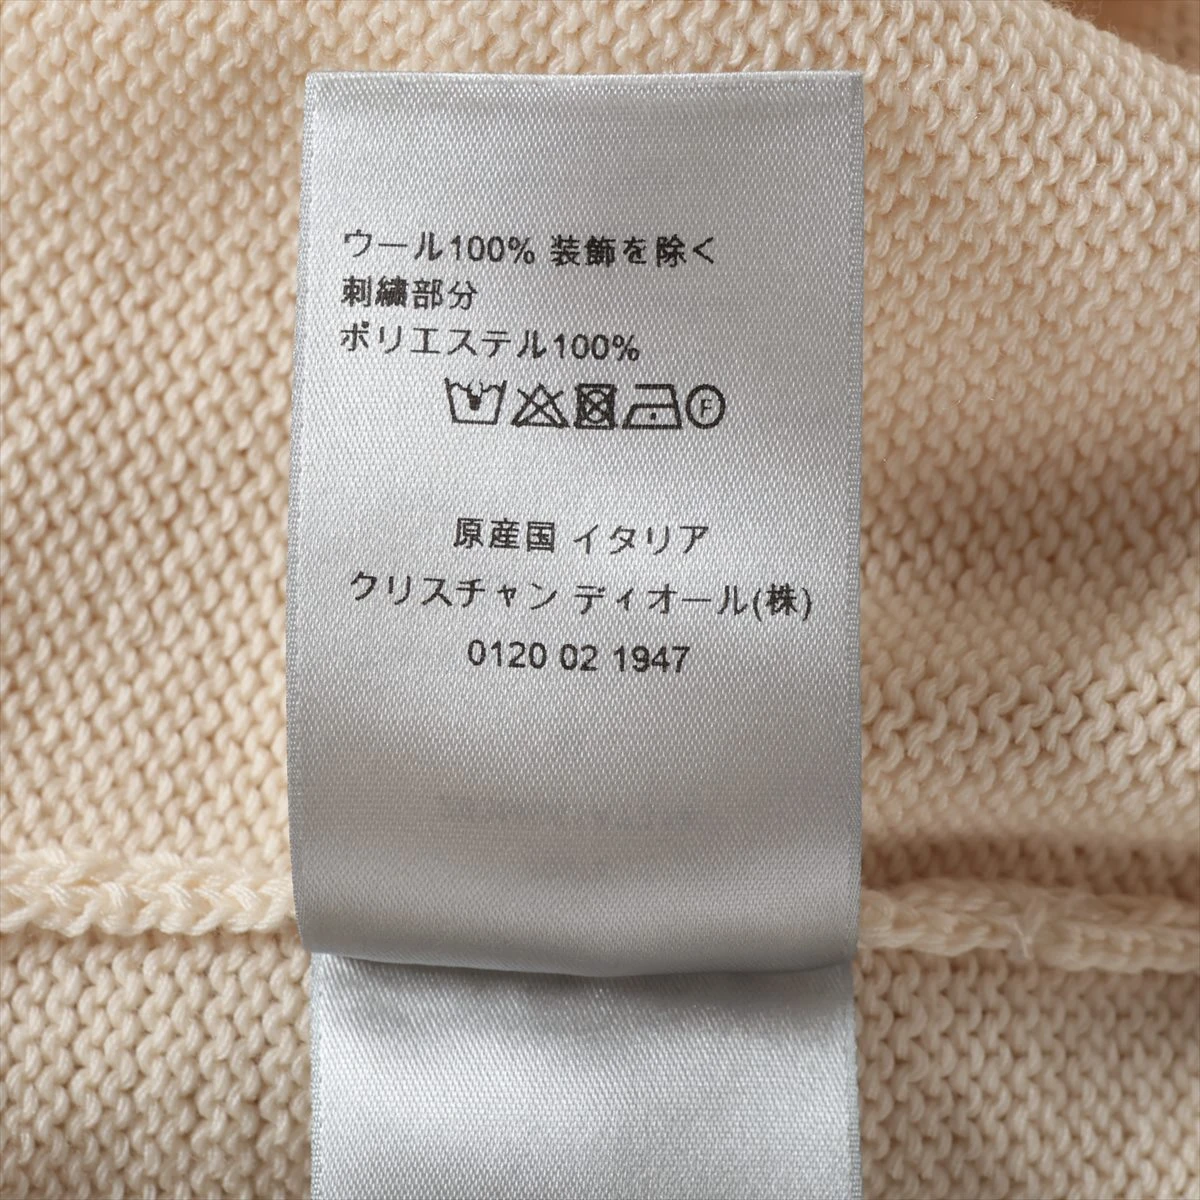 ウール100% 装飾を除く
刺繍部分
ポリエステル100%
F
原産国 イタリア
クリスチャン ディオール(株)
0120 02 1947